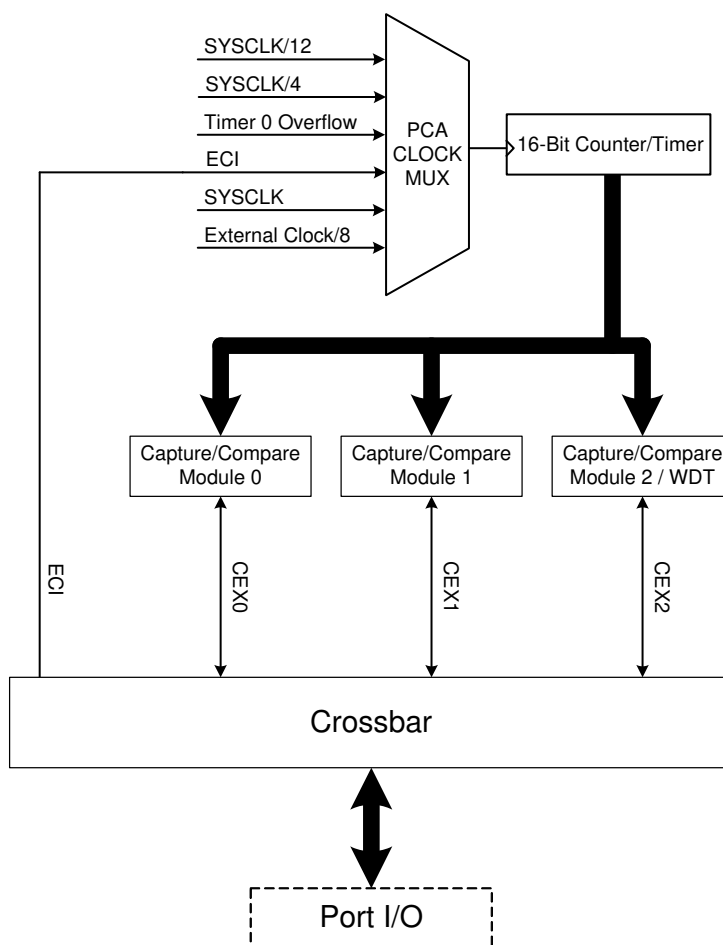 SYSCLK/12
SYSCLK/4
Timer 0 Overflow
ECI
SYSCLK
External Clock/8
PCA
CLOCK
MUX
16-Bit Counter/Timer
Capture/Compare
Module 0
Capture/Compare
Module 1
Capture/Compare
Module 2 / WDT
ECI
CEX0
CEX1
CEX2
Crossbar
Port I/O